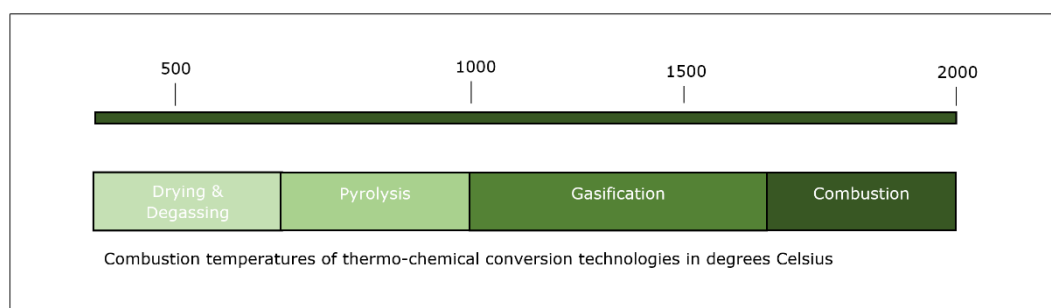 500 1000 1500 2000
Drying & Degassing
Pyrolysis
Gasification
Combustion
Combustion temperatures of thermo-chemical conversion technologies in degrees Celsius